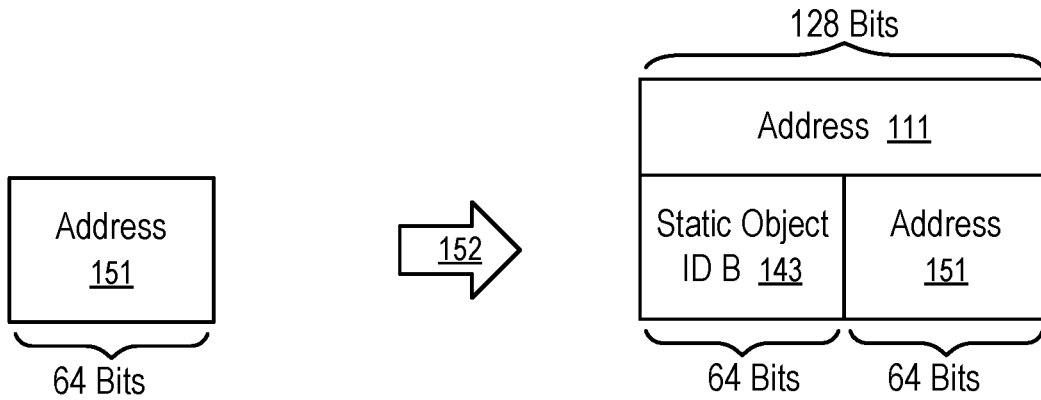 128 Bits
Address 111
Address
151
152
Static Object
ID B 143
Address
151
64 Bits
64 Bits
64 Bits